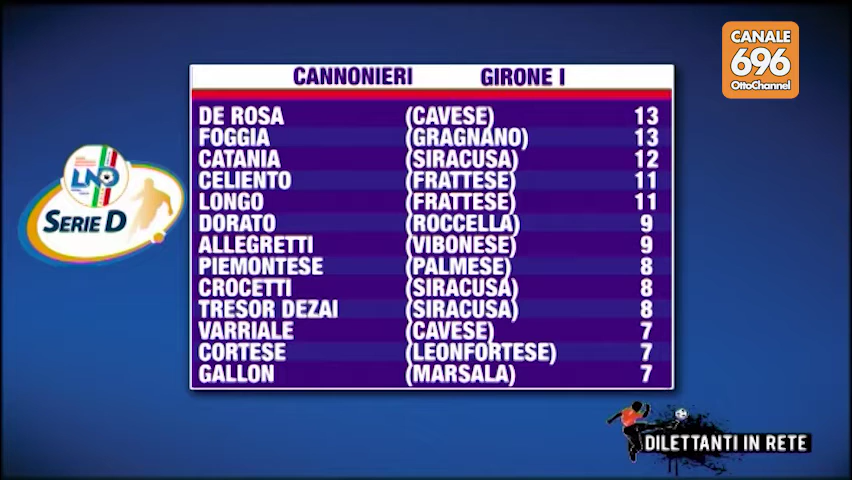 CANALE
696
OttoChannel
CANNONIERI GIRONE I
DE ROSA (CAVESE) 13
FOGGIA (GRAGNANO) 13
CATANIA (SIRACUSA) 12
CELIENTO (FRATTESE) 11
LONGO (FRATTESE) 11
DORATO (ROCCELLA) 9
ALLEGRETTI (VIBONESE) 9
PIEMONTESE (PALMESE) 8
CROCETTI (SIRACUSA) 8
TRESOR DEZAI (SIRACUSA) 8
VARRIALE (CAVESE) 7
CORTESE (LEONFORTESE) 7
GALLON (MARSALA) 7
LND
SERIE D
DILETTANTI IN RETE